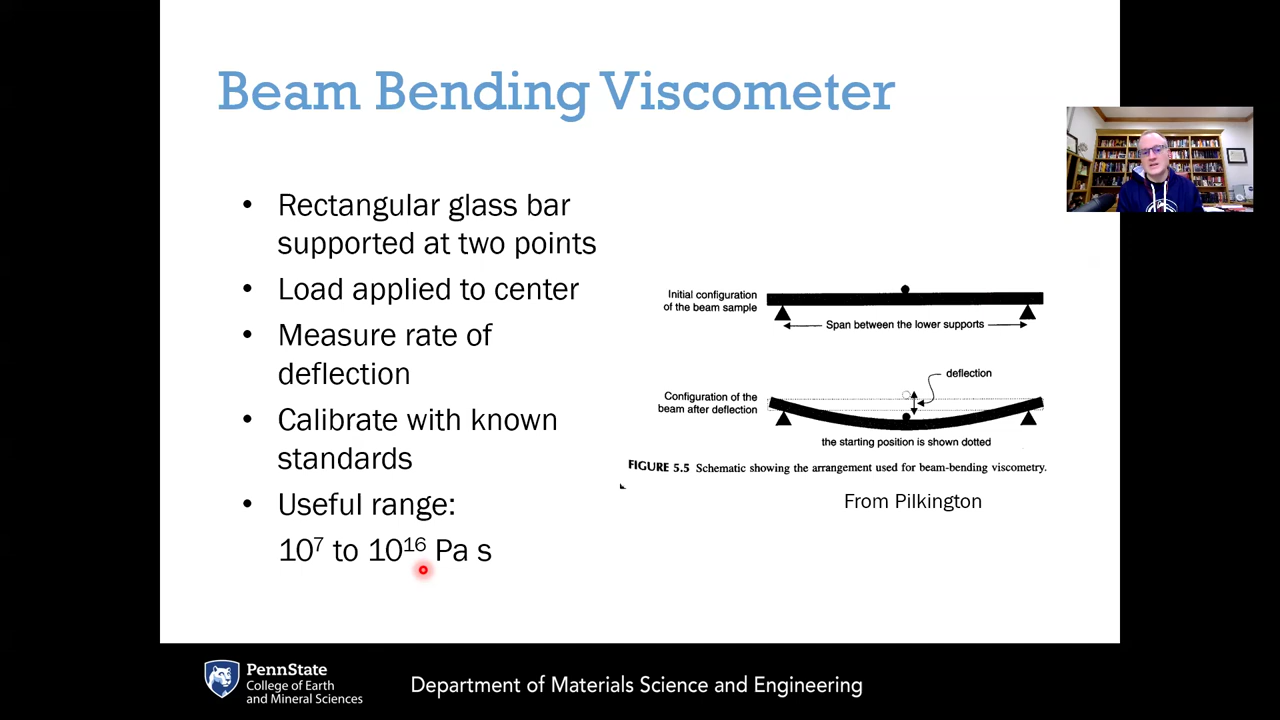 Beam Bending Viscometer
• Rectangular glass bar
supported at two points
• Load applied to center
• Measure rate of
deflection
• Calibrate with known
standards
• Useful range:
10⁷ to 10¹⁶ Pa s
Initial configuration
of the beam sample
Span between the lower supports
deflection
Configuration of the
beam after deflection
the starting position is shown dotted
FIGURE 5.5 Schematic showing the arrangement used for beam-bending viscometry.
From Pilkington
PennState
College of Earth
and Mineral Sciences
Department of Materials Science and Engineering